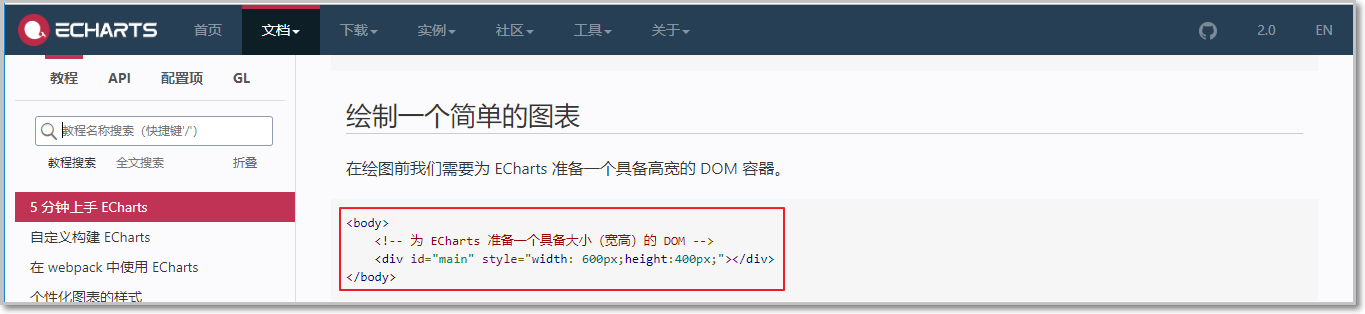 ECHARTS 首页 文档 下载 实例 社区 工具 关于 2.0 EN
教程 API 配置项 GL
教程名称搜索（快捷键'/'）
教程搜索 全文搜索 折叠
5 分钟上手 ECharts
自定义构建 ECharts
在 webpack 中使用 ECharts
个性化图表的样式
绘制一个简单的图表
在绘图前我们需要为 ECharts 准备一个具备高宽的 DOM 容器。
<body>
    <!-- 为 ECharts 准备一个具备大小（宽高）的 DOM -->
    <div id="main" style="width: 600px;height:400px;"></div>
</body>